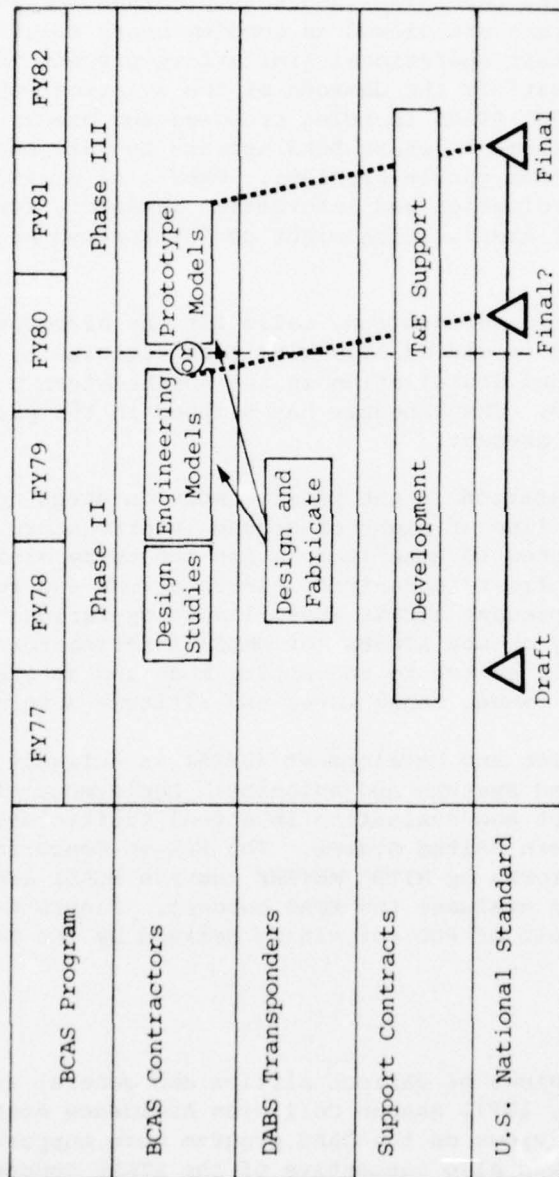 FY77 FY78 FY79 FY80 FY81 FY82
BCAS Program
Phase II
Phase III
BCAS Contractors
Design
Studies
Engineering
Models
or
Prototype
Models
DABS Transponders
Design and
Fabricate
Support Contracts
Development
T&E Support
U.S. National Standard
Draft
Final?
Final